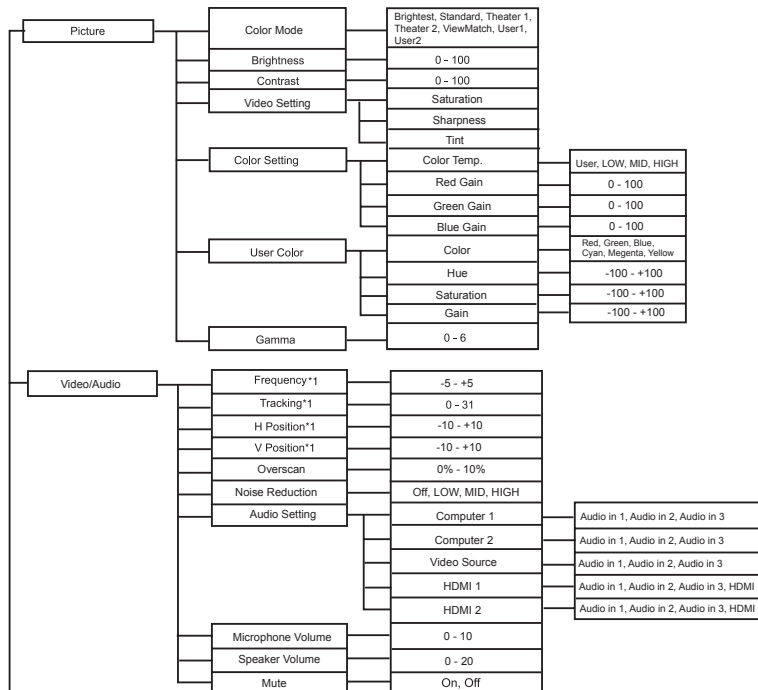 Picture
Color Mode
Brightest, Standard, Theater 1,
Theater 2, ViewMatch, User1,
User2
Brightness
0 - 100
Contrast
0 - 100
Video Setting
Saturation
Sharpness
Tint
Color Setting
Color Temp.
User, LOW, MID, HIGH
Red Gain
0 - 100
Green Gain
0 - 100
Blue Gain
0 - 100
User Color
Color
Red, Green, Blue,
Cyan, Megenta, Yellow
Hue
-100 - +100
Saturation
-100 - +100
Gain
-100 - +100
Gamma
0 - 6
Video/Audio
Frequency*1
-5 - +5
Tracking*1
0 - 31
H Position*1
-10 - +10
V Position*1
-10 - +10
Overscan
0% - 10%
Noise Reduction
Off, LOW, MID, HIGH
Audio Setting
Computer 1
Audio in 1, Audio in 2, Audio in 3
Computer 2
Audio in 1, Audio in 2, Audio in 3
Video Source
Audio in 1, Audio in 2, Audio in 3
HDMI 1
Audio in 1, Audio in 2, Audio in 3, HDMI
HDMI 2
Audio in 1, Audio in 2, Audio in 3, HDMI
Microphone Volume
0 - 10
Speaker Volume
0 - 20
Mute
On, Off